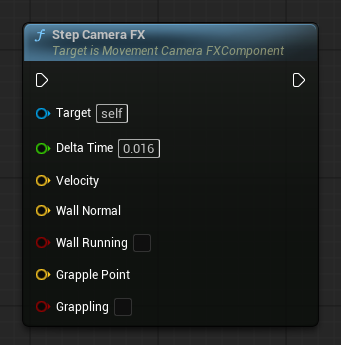 f Step Camera FX
Target is Movement Camera FXComponent
Target self
Delta Time 0.016
Velocity
Wall Normal
Wall Running
Grapple Point
Grappling